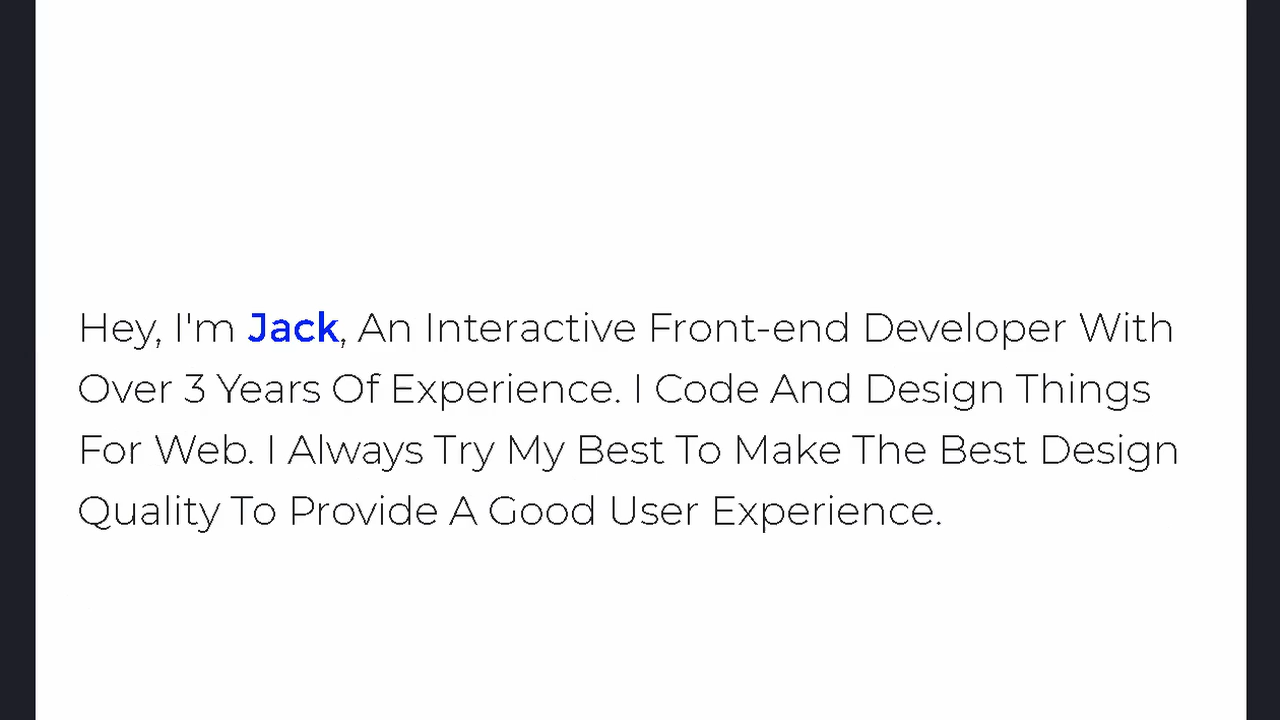 Hey, I'm Jack, An Interactive Front-end Developer With
Over 3 Years Of Experience. I Code And Design Things
For Web. I Always Try My Best To Make The Best Design
Quality To Provide A Good User Experience.